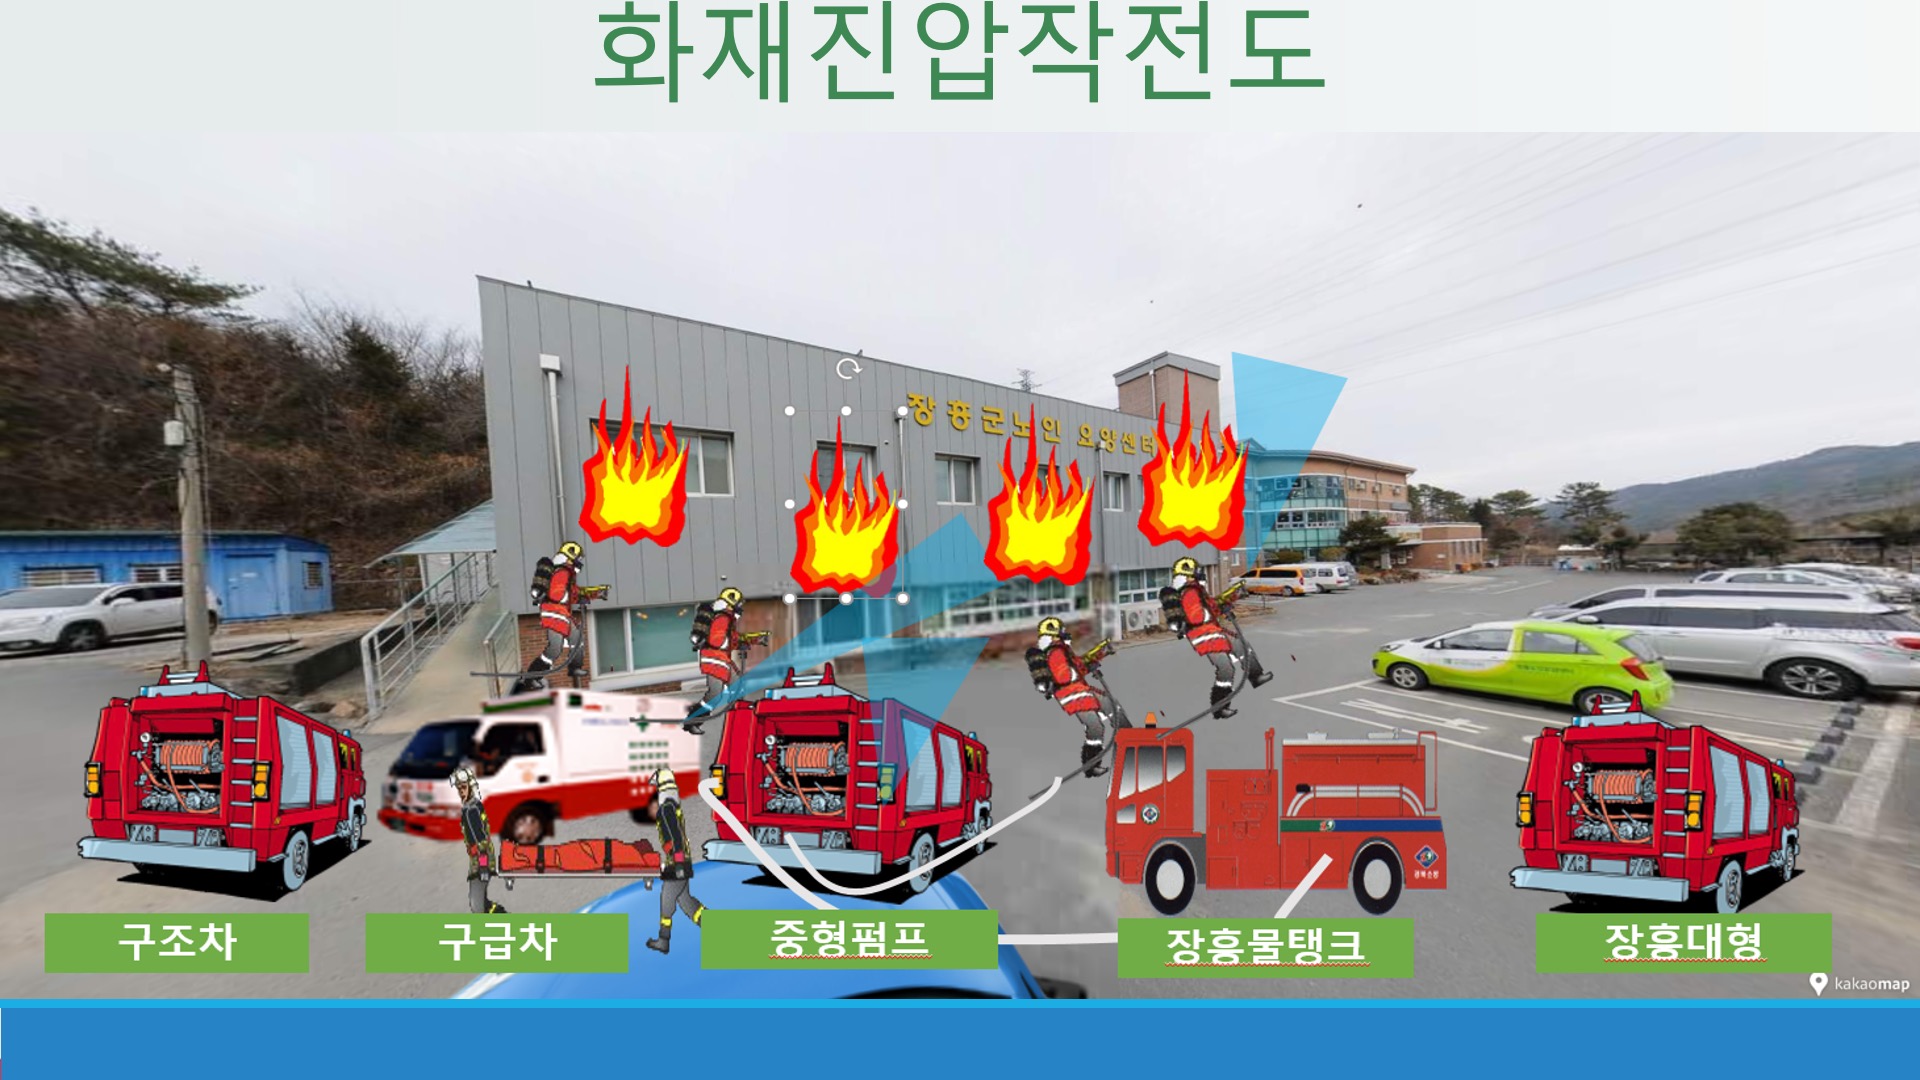 화재진압작전도
장흥군노인 요양센터
구조차
구급차
중형펌프
장흥물탱크
장흥대형
kakaomap